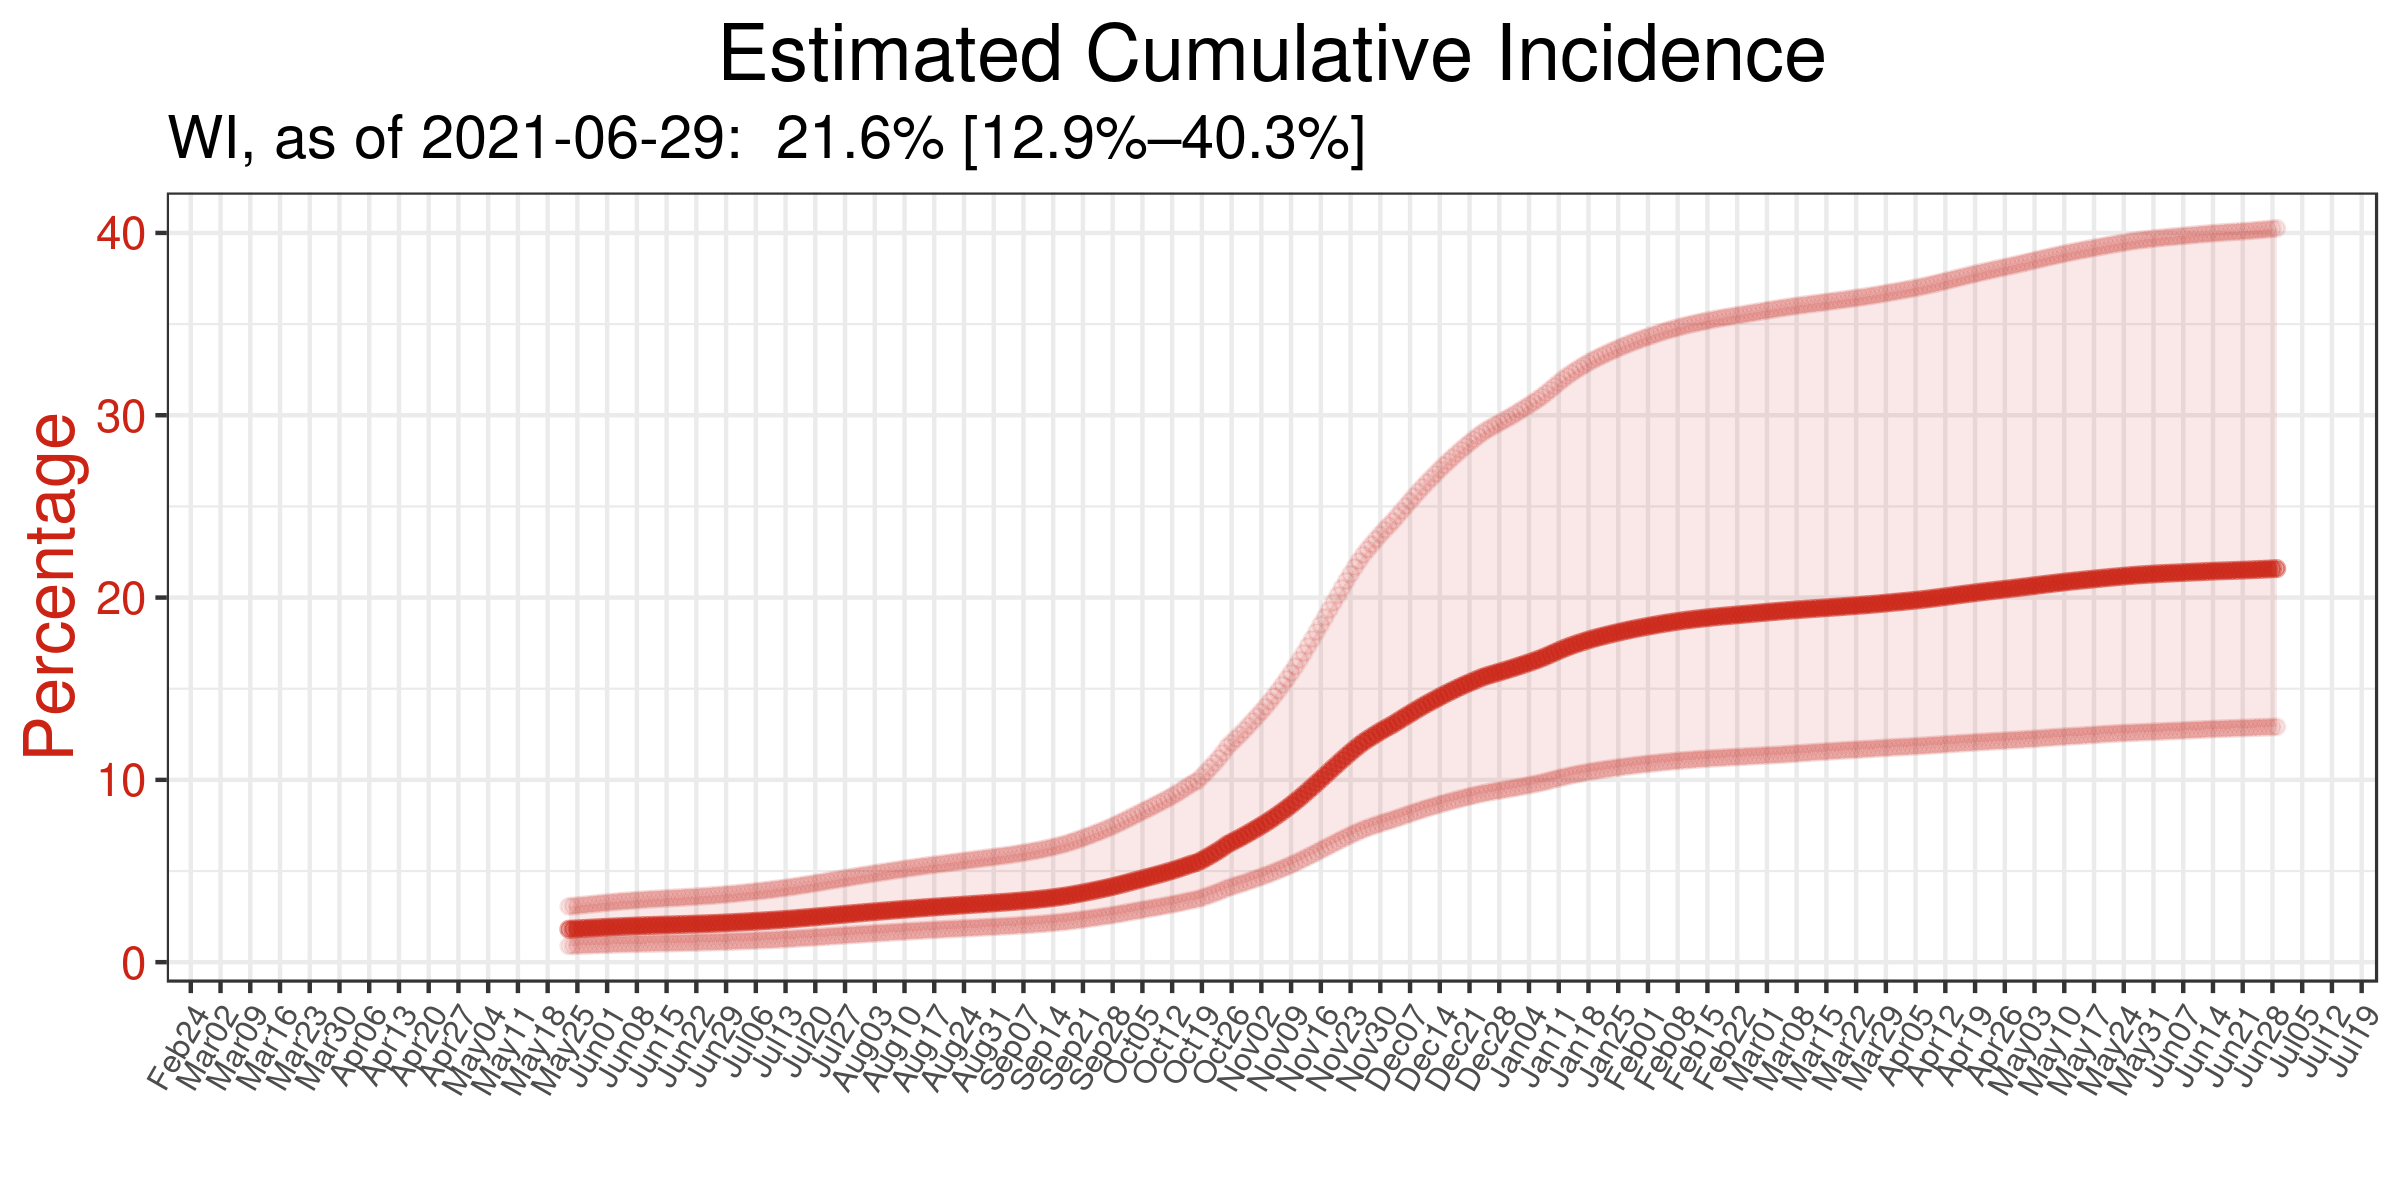 Estimated Cumulative Incidence
WI, as of 2021-06-29: 21.6% [12.9%–40.3%]
Percentage
40
30
20
10
0
Feb24
Mar02
Mar09
Mar16
Mar23
Mar30
Apr06
Apr13
Apr20
Apr27
May04
May11
May18
May25
Jun01
Jun08
Jun15
Jun22
Jun29
Jul06
Jul13
Jul20
Jul27
Aug03
Aug10
Aug17
Aug24
Aug31
Sep07
Sep14
Sep21
Sep28
Oct05
Oct12
Oct19
Oct26
Nov02
Nov09
Nov16
Nov23
Nov30
Dec07
Dec14
Dec21
Dec28
Jan04
Jan11
Jan18
Jan25
Feb01
Feb08
Feb15
Feb22
Mar01
Mar08
Mar15
Mar22
Mar29
Apr05
Apr12
Apr19
Apr26
May03
May10
May17
May24
May31
Jun07
Jun14
Jun21
Jun28
Jul05
Jul12
Jul19